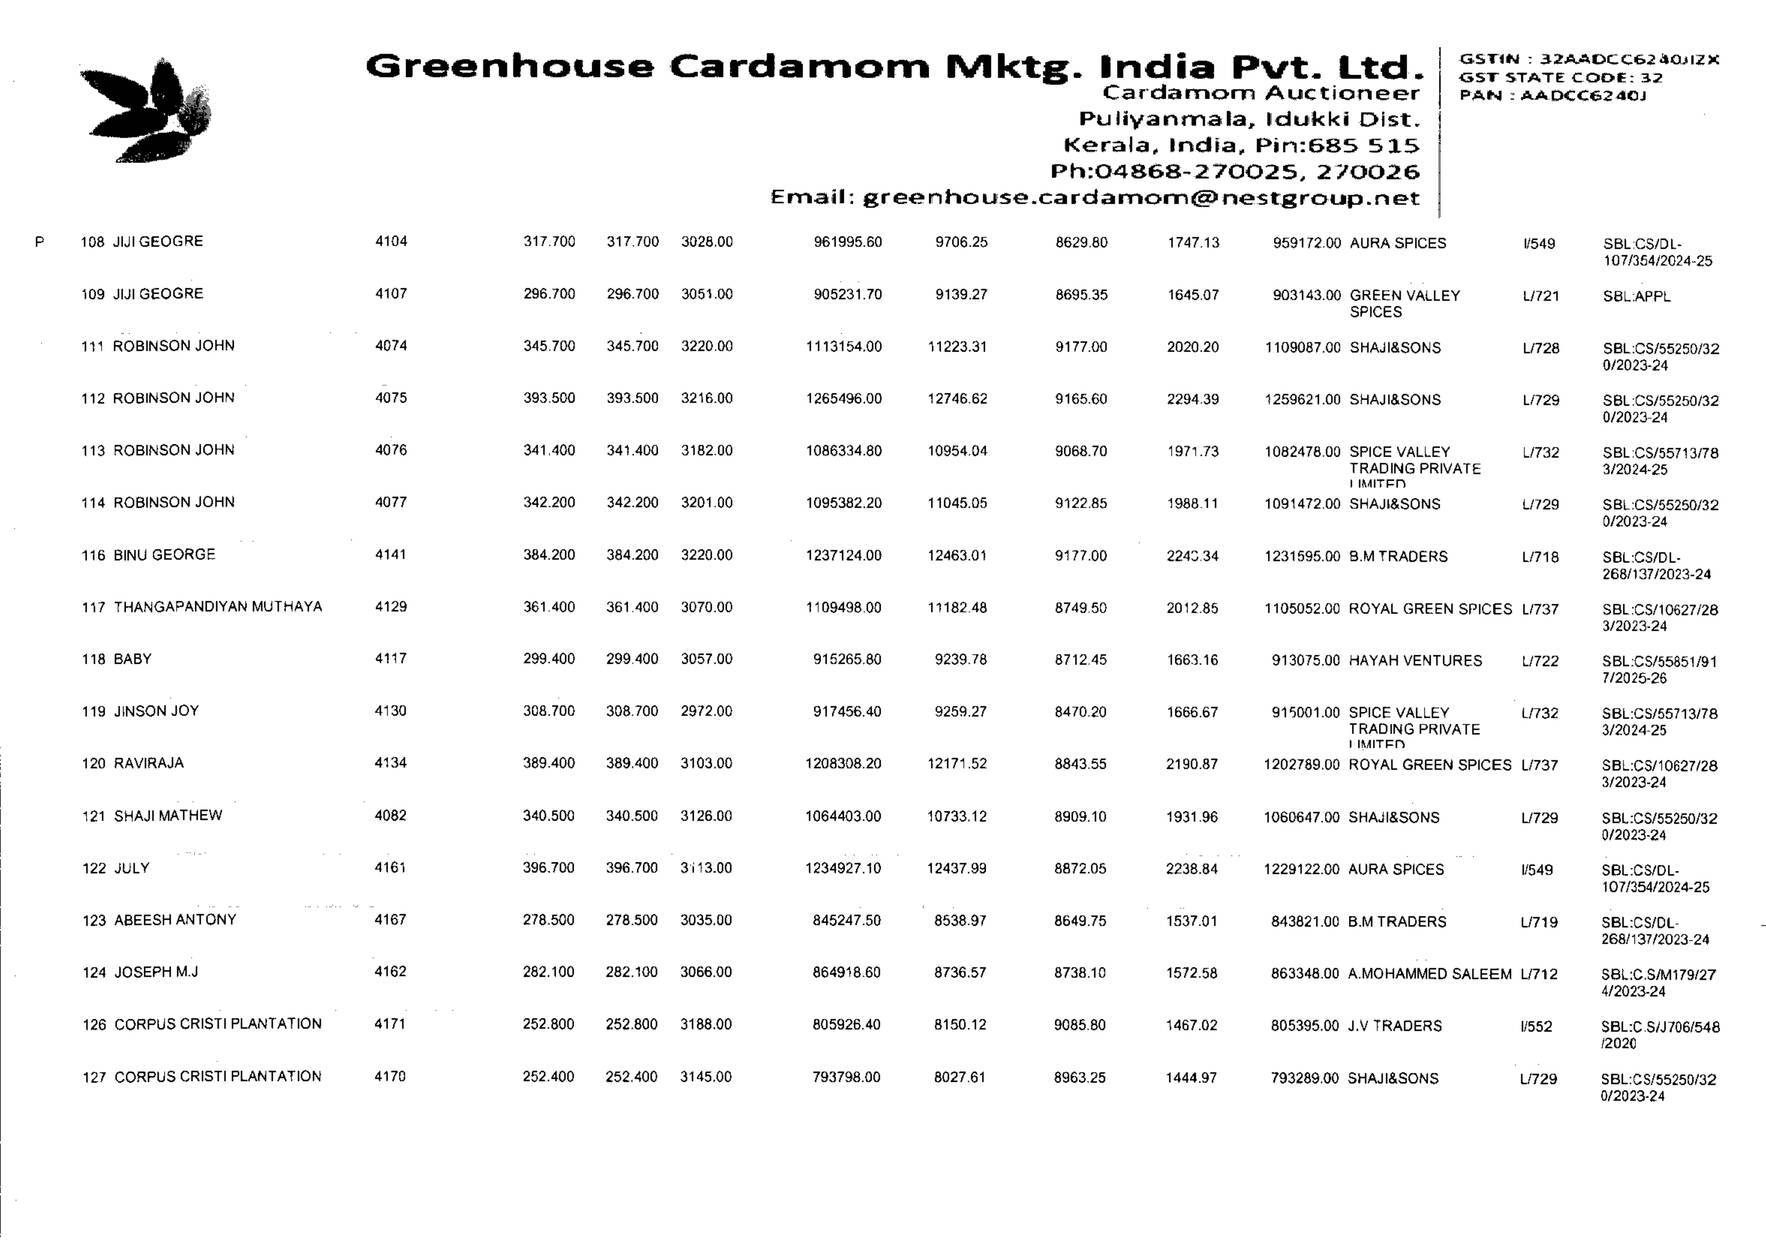 Greenhouse Cardamom Mktg. India Pvt. Ltd.
Cardamom Auctioneer
Puliyanmala, Idukki Dist.
Kerala, India, Pin:685 515
Ph:04868-270025, 270026
Email: greenhouse.cardamom@nestgroup.net
GSTIN : 32AADCC6240J1ZX
GST STATE CODE: 32
PAN : AADCC6240J
P 108 JIJI GEOGRE 4104 317.700 317.700 3028.00 961995.60 9706.25 8629.80 1747.13 959172.00 AURA SPICES I/549 SBL:CS/DL-
107/354/2024-25
109 JIJI GEOGRE 4107 296.700 296.700 3051.00 905231.70 9139.27 8695.35 1645.07 903143.00 GREEN VALLEY L/721 SBL:APPL
SPICES
111 ROBINSON JOHN 4074 345.700 345.700 3220.00 1113154.00 11223.31 9177.00 2020.20 1109087.00 SHAJI&SONS L/728 SBL:CS/55250/32
0/2023-24
112 ROBINSON JOHN 4075 393.500 393.500 3216.00 1265496.00 12746.62 9165.60 2294.39 1259621.00 SHAJI&SONS L/729 SBL:CS/55250/32
0/2023-24
113 ROBINSON JOHN 4076 341.400 341.400 3182.00 1086334.80 10954.04 9068.70 1971.73 1082478.00 SPICE VALLEY L/732 SBL:CS/55713/78
TRADING PRIVATE 3/2024-25
LIMITED
114 ROBINSON JOHN 4077 342.200 342.200 3201.00 1095382.20 11045.05 9122.85 1988.11 1091472.00 SHAJI&SONS L/729 SBL:CS/55250/32
0/2023-24
116 BINU GEORGE 4141 384.200 384.200 3220.00 1237124.00 12463.01 9177.00 2243.34 1231595.00 B.M TRADERS L/718 SBL:CS/DL-
268/137/2023-24
117 THANGAPANDIYAN MUTHAYA 4129 361.400 361.400 3070.00 1109498.00 11182.48 8749.50 2012.85 1105052.00 ROYAL GREEN SPICES L/737 SBL:CS/10627/28
3/2023-24
118 BABY 4117 299.400 299.400 3057.00 915265.80 9239.78 8712.45 1663.16 913075.00 HAYAH VENTURES L/722 SBL:CS/55851/91
7/2025-26
119 JINSON JOY 4130 308.700 308.700 2972.00 917456.40 9259.27 8470.20 1666.67 915001.00 SPICE VALLEY L/732 SBL:CS/55713/78
TRADING PRIVATE 3/2024-25
LIMITED
120 RAVIRAJA 4134 389.400 389.400 3103.00 1208308.20 12171.52 8843.55 2190.87 1202789.00 ROYAL GREEN SPICES L/737 SBL:CS/10627/28
3/2023-24
121 SHAJI MATHEW 4082 340.500 340.500 3126.00 1064403.00 10733.12 8909.10 1931.96 1060647.00 SHAJI&SONS L/729 SBL:CS/55250/32
0/2023-24
122 JULY 4161 396.700 396.700 3113.00 1234927.10 12437.99 8872.05 2238.84 1229122.00 AURA SPICES I/549 SBL:CS/DL-
107/354/2024-25
123 ABEESH ANTONY 4167 278.500 278.500 3035.00 845247.50 8538.97 8649.75 1537.01 843821.00 B.M TRADERS L/719 SBL:CS/DL-
268/137/2023-24
124 JOSEPH M.J 4162 282.100 282.100 3066.00 864918.60 8736.57 8738.10 1572.58 863348.00 A.MOHAMMED SALEEM L/712 SBL:C.S/M179/27
4/2023-24
126 CORPUS CRISTI PLANTATION 4171 252.800 252.800 3188.00 805926.40 8150.12 9085.80 1467.02 805395.00 J.V TRADERS I/552 SBL:C.S/J706/548
/2020
127 CORPUS CRISTI PLANTATION 4170 252.400 252.400 3145.00 793798.00 8027.61 8963.25 1444.97 793289.00 SHAJI&SONS L/729 SBL:CS/55250/32
0/2023-24